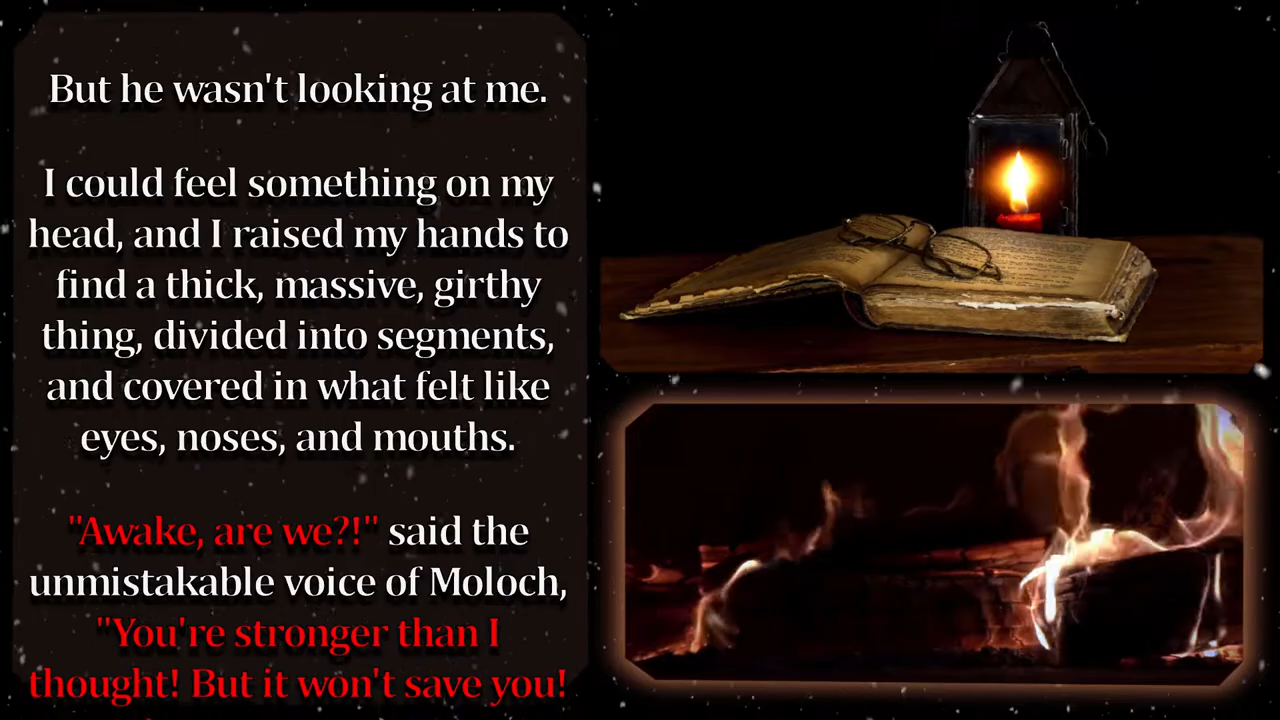 But he wasn't looking at me.
I could feel something on my
head, and I raised my hands to
find a thick, massive, girthy
thing, divided into segments,
and covered in what felt like
eyes, noses, and mouths.
"Awake, are we?!" said the
unmistakable voice of Moloch,
"You're stronger than I
thought! But it won't save you!